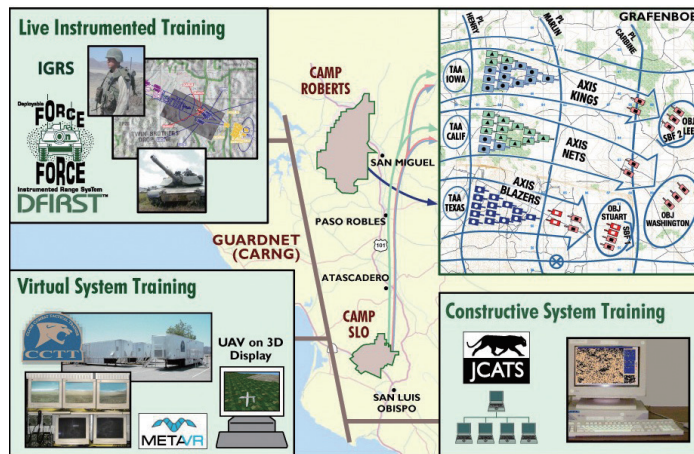 Live Instrumented Training
IGRS
Deployable
FORCE
ON
FORCE
Instrumented Range System
DFIRST™
CAMP
ROBERTS
SAN MIGUEL
PASO ROBLES
101
ATASCADERO
CAMP
SLO
SAN LUIS
OBISPO
GUARDNET
(CARNG)
GRAFENBOE
PL
HENRY
PL
MARLIN
PL
CARBINE
TAA
IOWA
AXIS
KINGS
TAA
CALIF
AXIS
NETS
TAA
TEXAS
AXIS
BLAZERS
OBJ
LEE
SBF 2
OBJ
STUART
SBF 1
OBJ
WASHINGTON
Virtual System Training
CCTT
UAV on 3D
Display
METAVR
Constructive System Training
JCATS